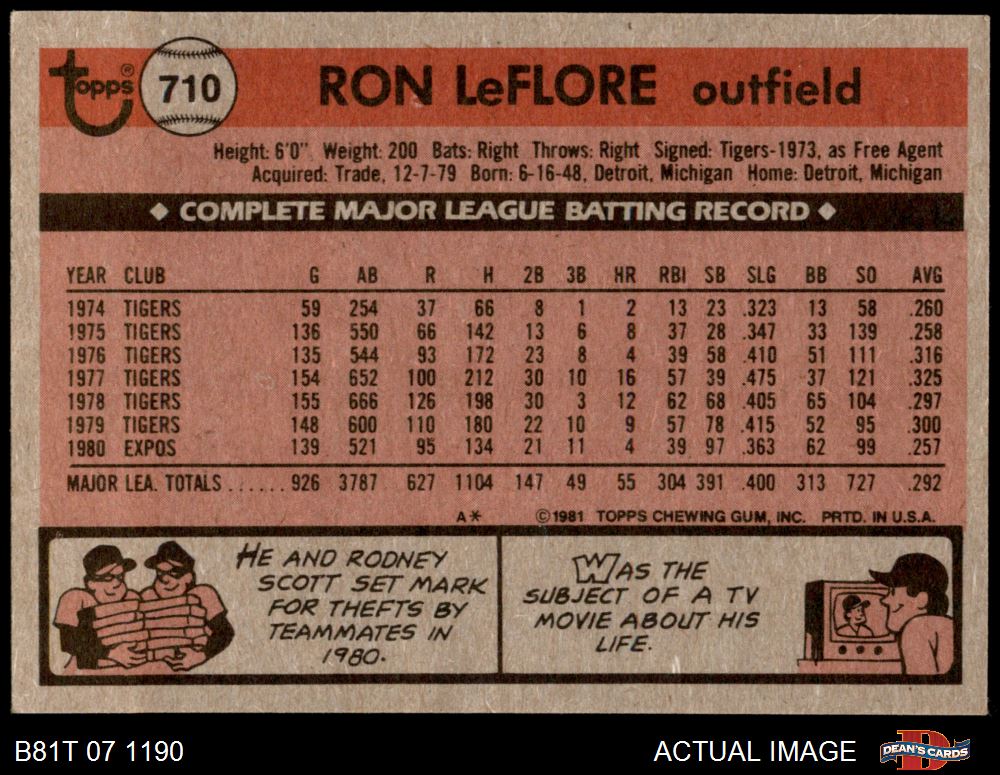 topps® 710 RON LeFLORE outfield
Height: 6'0" Weight: 200 Bats: Right Throws: Right Signed: Tigers-1973, as Free Agent
Acquired: Trade, 12-7-79 Born: 6-16-48, Detroit, Michigan Home: Detroit, Michigan
◆ COMPLETE MAJOR LEAGUE BATTING RECORD ◆
YEAR CLUB G AB R H 2B 3B HR RBI SB SLG BB SO AVG
1974 TIGERS 59 254 37 66 8 1 2 13 23 .323 13 58 .260
1975 TIGERS 136 550 66 142 13 6 8 37 28 .347 33 139 .258
1976 TIGERS 135 544 93 172 23 8 4 39 58 .410 51 111 .316
1977 TIGERS 154 652 100 212 30 10 16 57 39 .475 37 121 .325
1978 TIGERS 155 666 126 198 30 3 12 62 68 .405 65 104 .297
1979 TIGERS 148 600 110 180 22 10 9 57 78 .415 52 95 .300
1980 EXPOS 139 521 95 134 21 11 4 39 97 .363 62 99 .257
MAJOR LEA. TOTALS ...... 926 3787 627 1104 147 49 55 304 391 .400 313 727 .292
A* ©1981 TOPPS CHEWING GUM, INC. PRTD. IN U.S.A.
HE AND RODNEY
SCOTT SET MARK
FOR THEFTS BY
TEAMMATES IN
1980.
WAS THE
SUBJECT OF A TV
MOVIE ABOUT HIS
LIFE.
B81T 07 1190 ACTUAL IMAGE DEAN'S CARDS